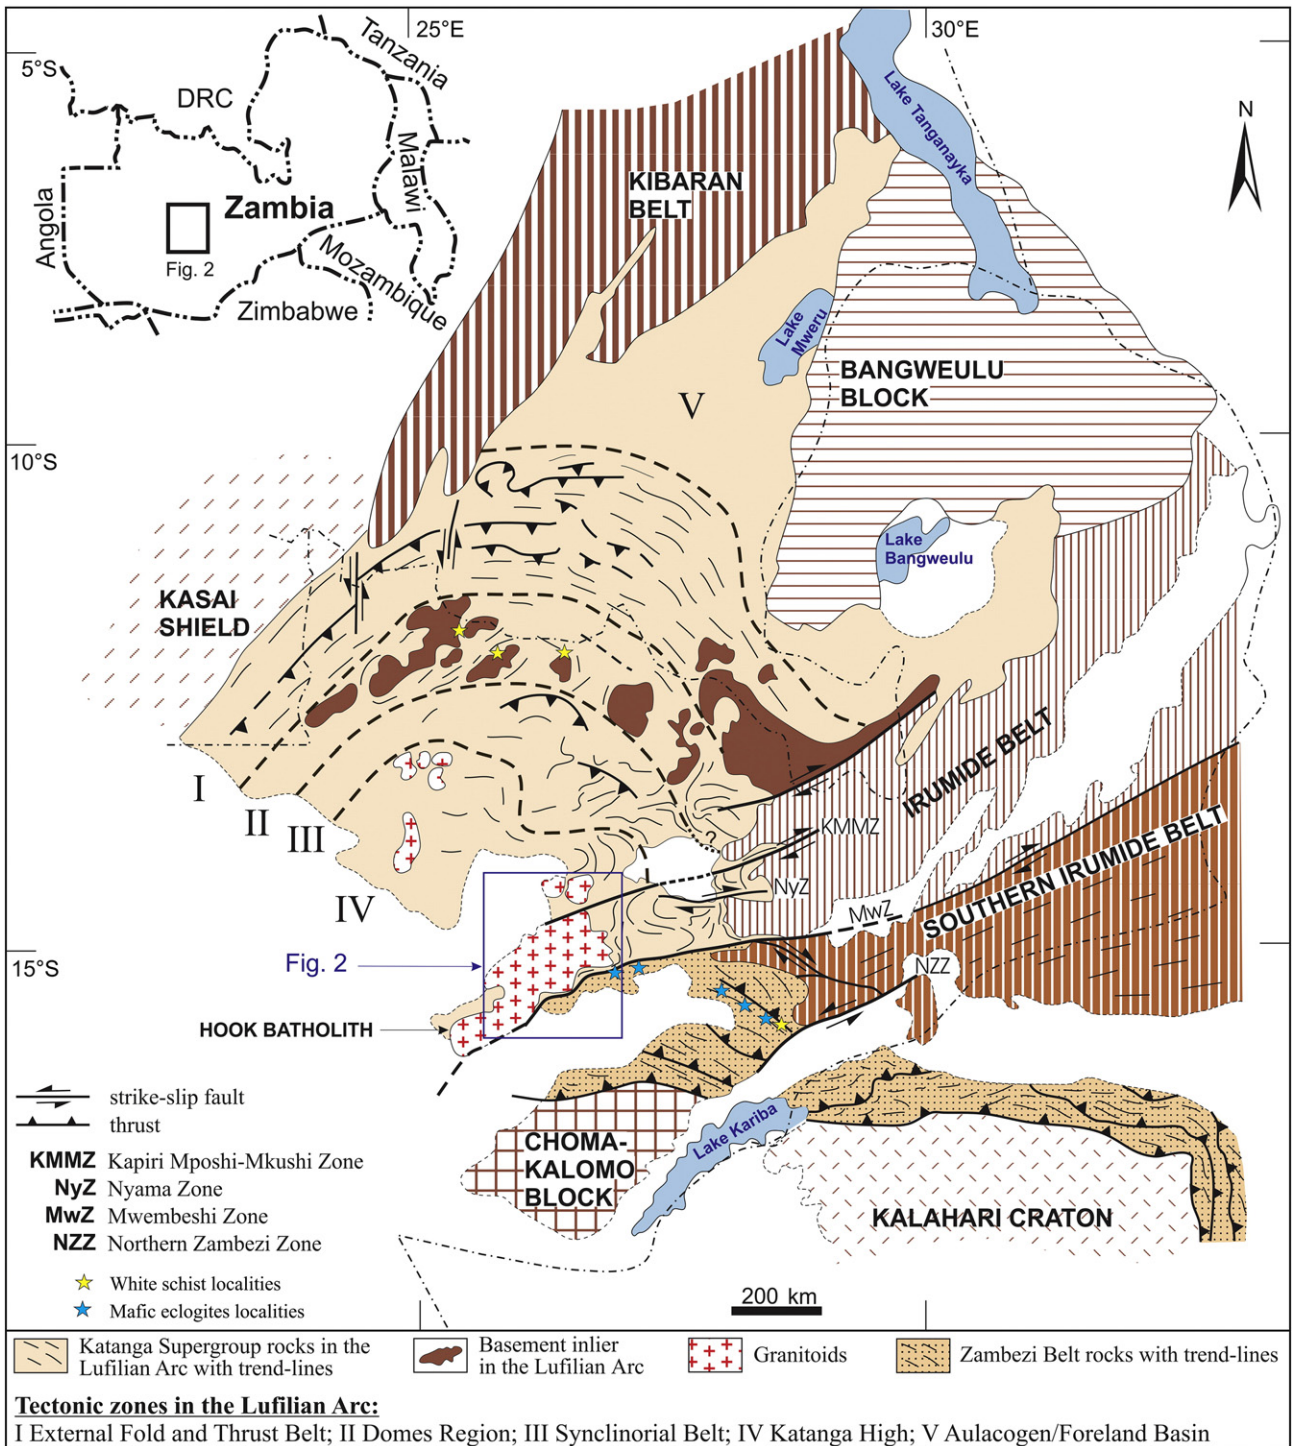 25°E
30°E
5°S
Tanzania
DRC
Malawi
Angola
Zambia
Fig. 2
Mozambique
Zimbabwe
N
Lake Tanganayka
KIBARAN
BELT
Lake
Mweru
BANGWEULU
BLOCK
V
10°S
Lake
Bangweulu
KASAI
SHIELD
I
II
III
IV
IRUMIDE BELT
?
KMMZ
NyZ
MwZ
SOUTHERN IRUMIDE BELT
NZZ
15°S
Fig. 2
HOOK BATHOLITH
strike-slip fault
thrust
KMMZ Kapiri Mposhi-Mkushi Zone
NyZ Nyama Zone
MwZ Mwembeshi Zone
NZZ Northern Zambezi Zone
White schist localities
Mafic eclogites localities
CHOMA-
KALOMO
BLOCK
Lake Kariba
KALAHARI CRATON
200 km
Katanga Supergroup rocks in the
Lufilian Arc with trend-lines
Basement inlier
in the Lufilian Arc
Granitoids
Zambezi Belt rocks with trend-lines
Tectonic zones in the Lufilian Arc:
I External Fold and Thrust Belt; II Domes Region; III Synclinorial Belt; IV Katanga High; V Aulacogen/Foreland Basin